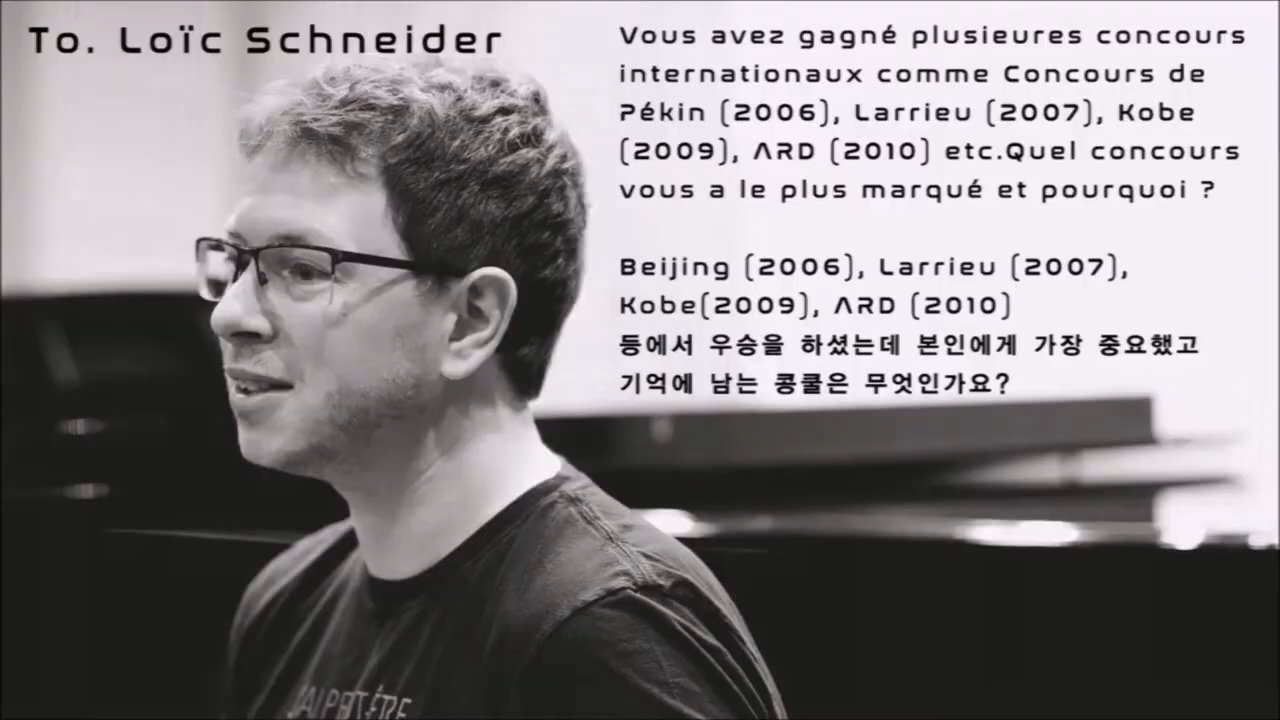 To. Loïc Schneider
Vous avez gagné plusieures concours
internationaux comme Concours de
Pékin (2006), Larrieu (2007), Kobe
(2009), ARD (2010) etc.Quel concours
vous a le plus marqué et pourquoi ?
Beijing (2006), Larrieu (2007),
Kobe(2009), ARD (2010)
등에서 우승을 하셨는데 본인에게 가장 중요했고
기억에 남는 콩쿨은 무엇인가요?